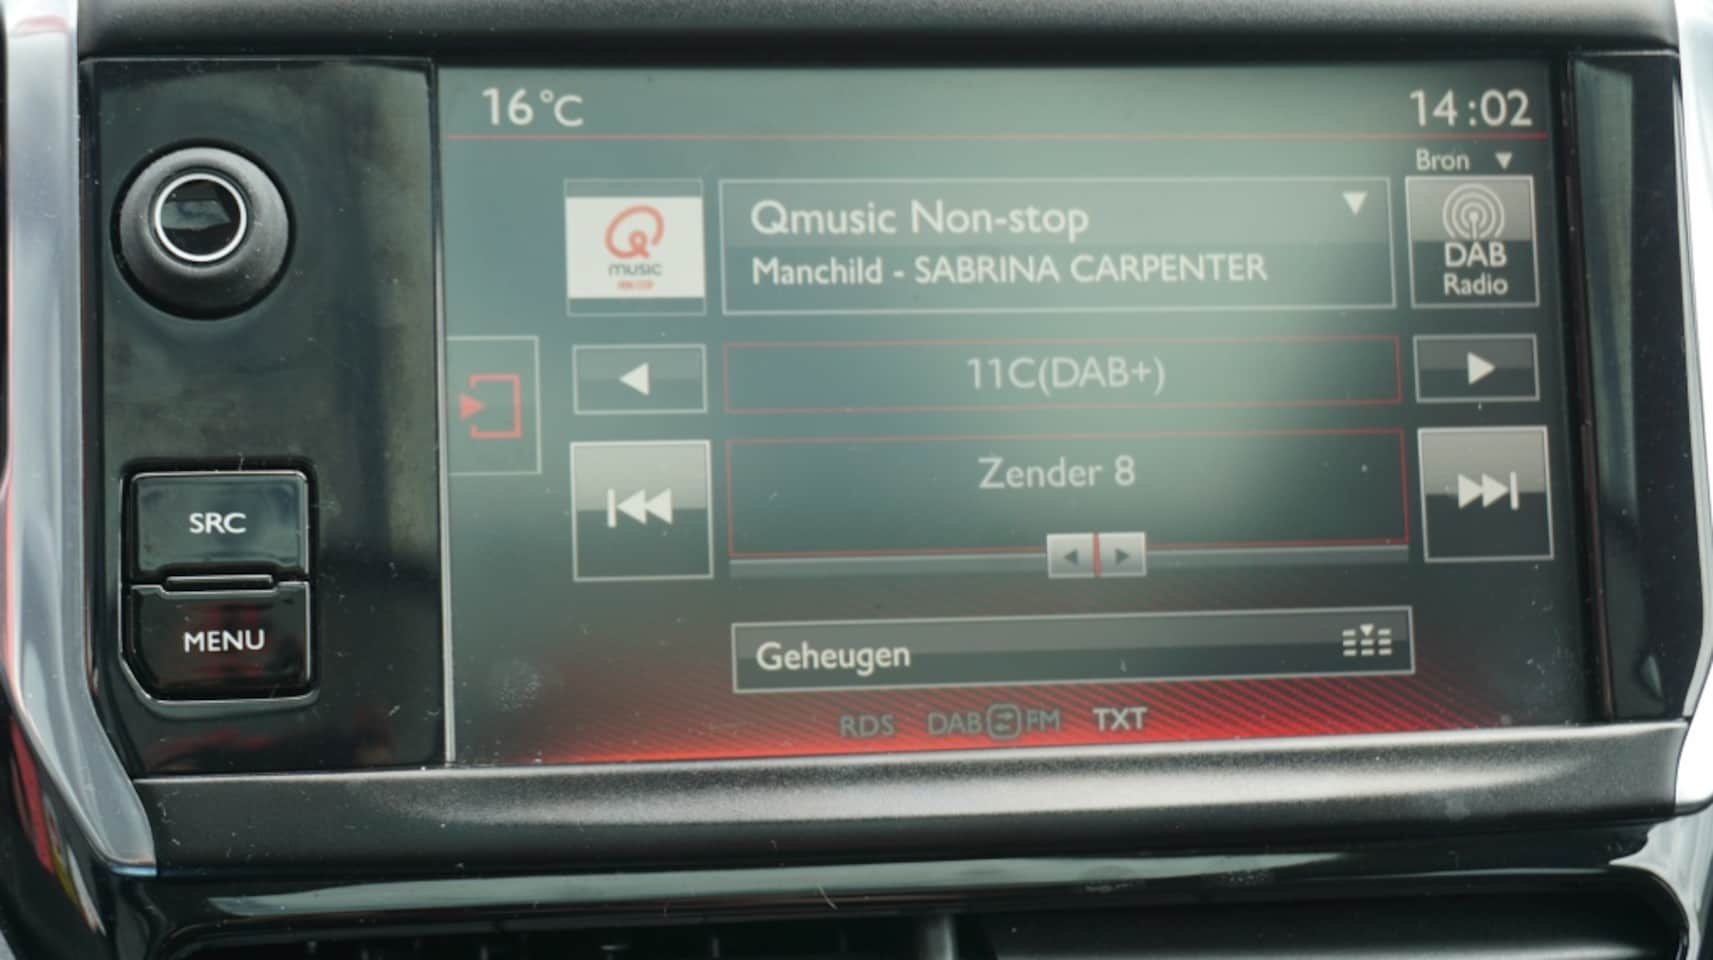 16°C
14:02
Bron
Qmusic Non-stop
Manchild - SABRINA CARPENTER
music
DAB
Radio
11C(DAB+)
Zender 8
SRC
MENU
Geheugen
RDS DAB FM TXT